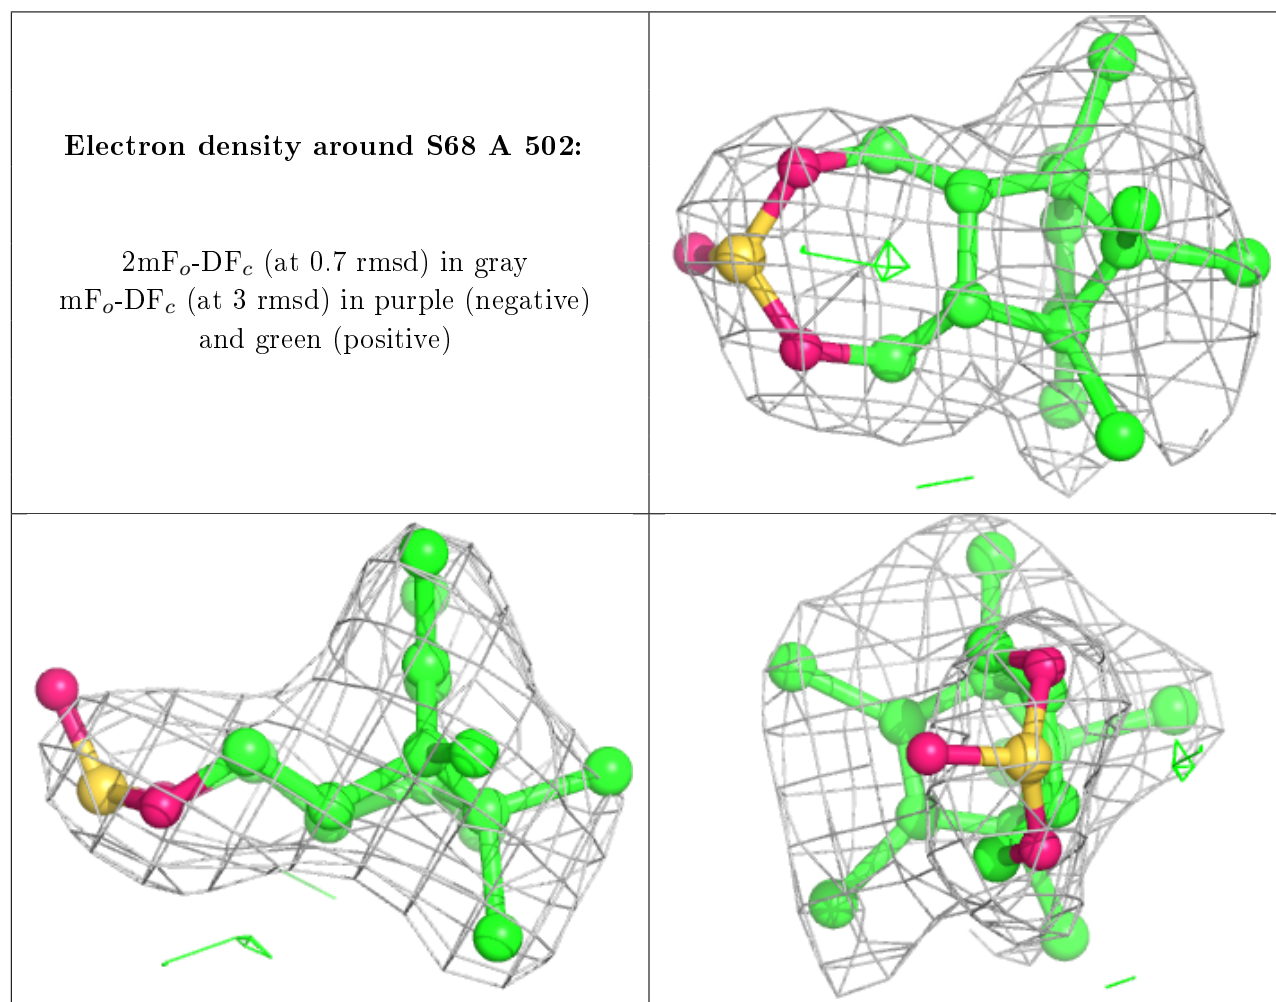 Electron density around S68 A 502:
2mFo-DFc (at 0.7 rmsd) in gray
mFo-DFc (at 3 rmsd) in purple (negative)
and green (positive)